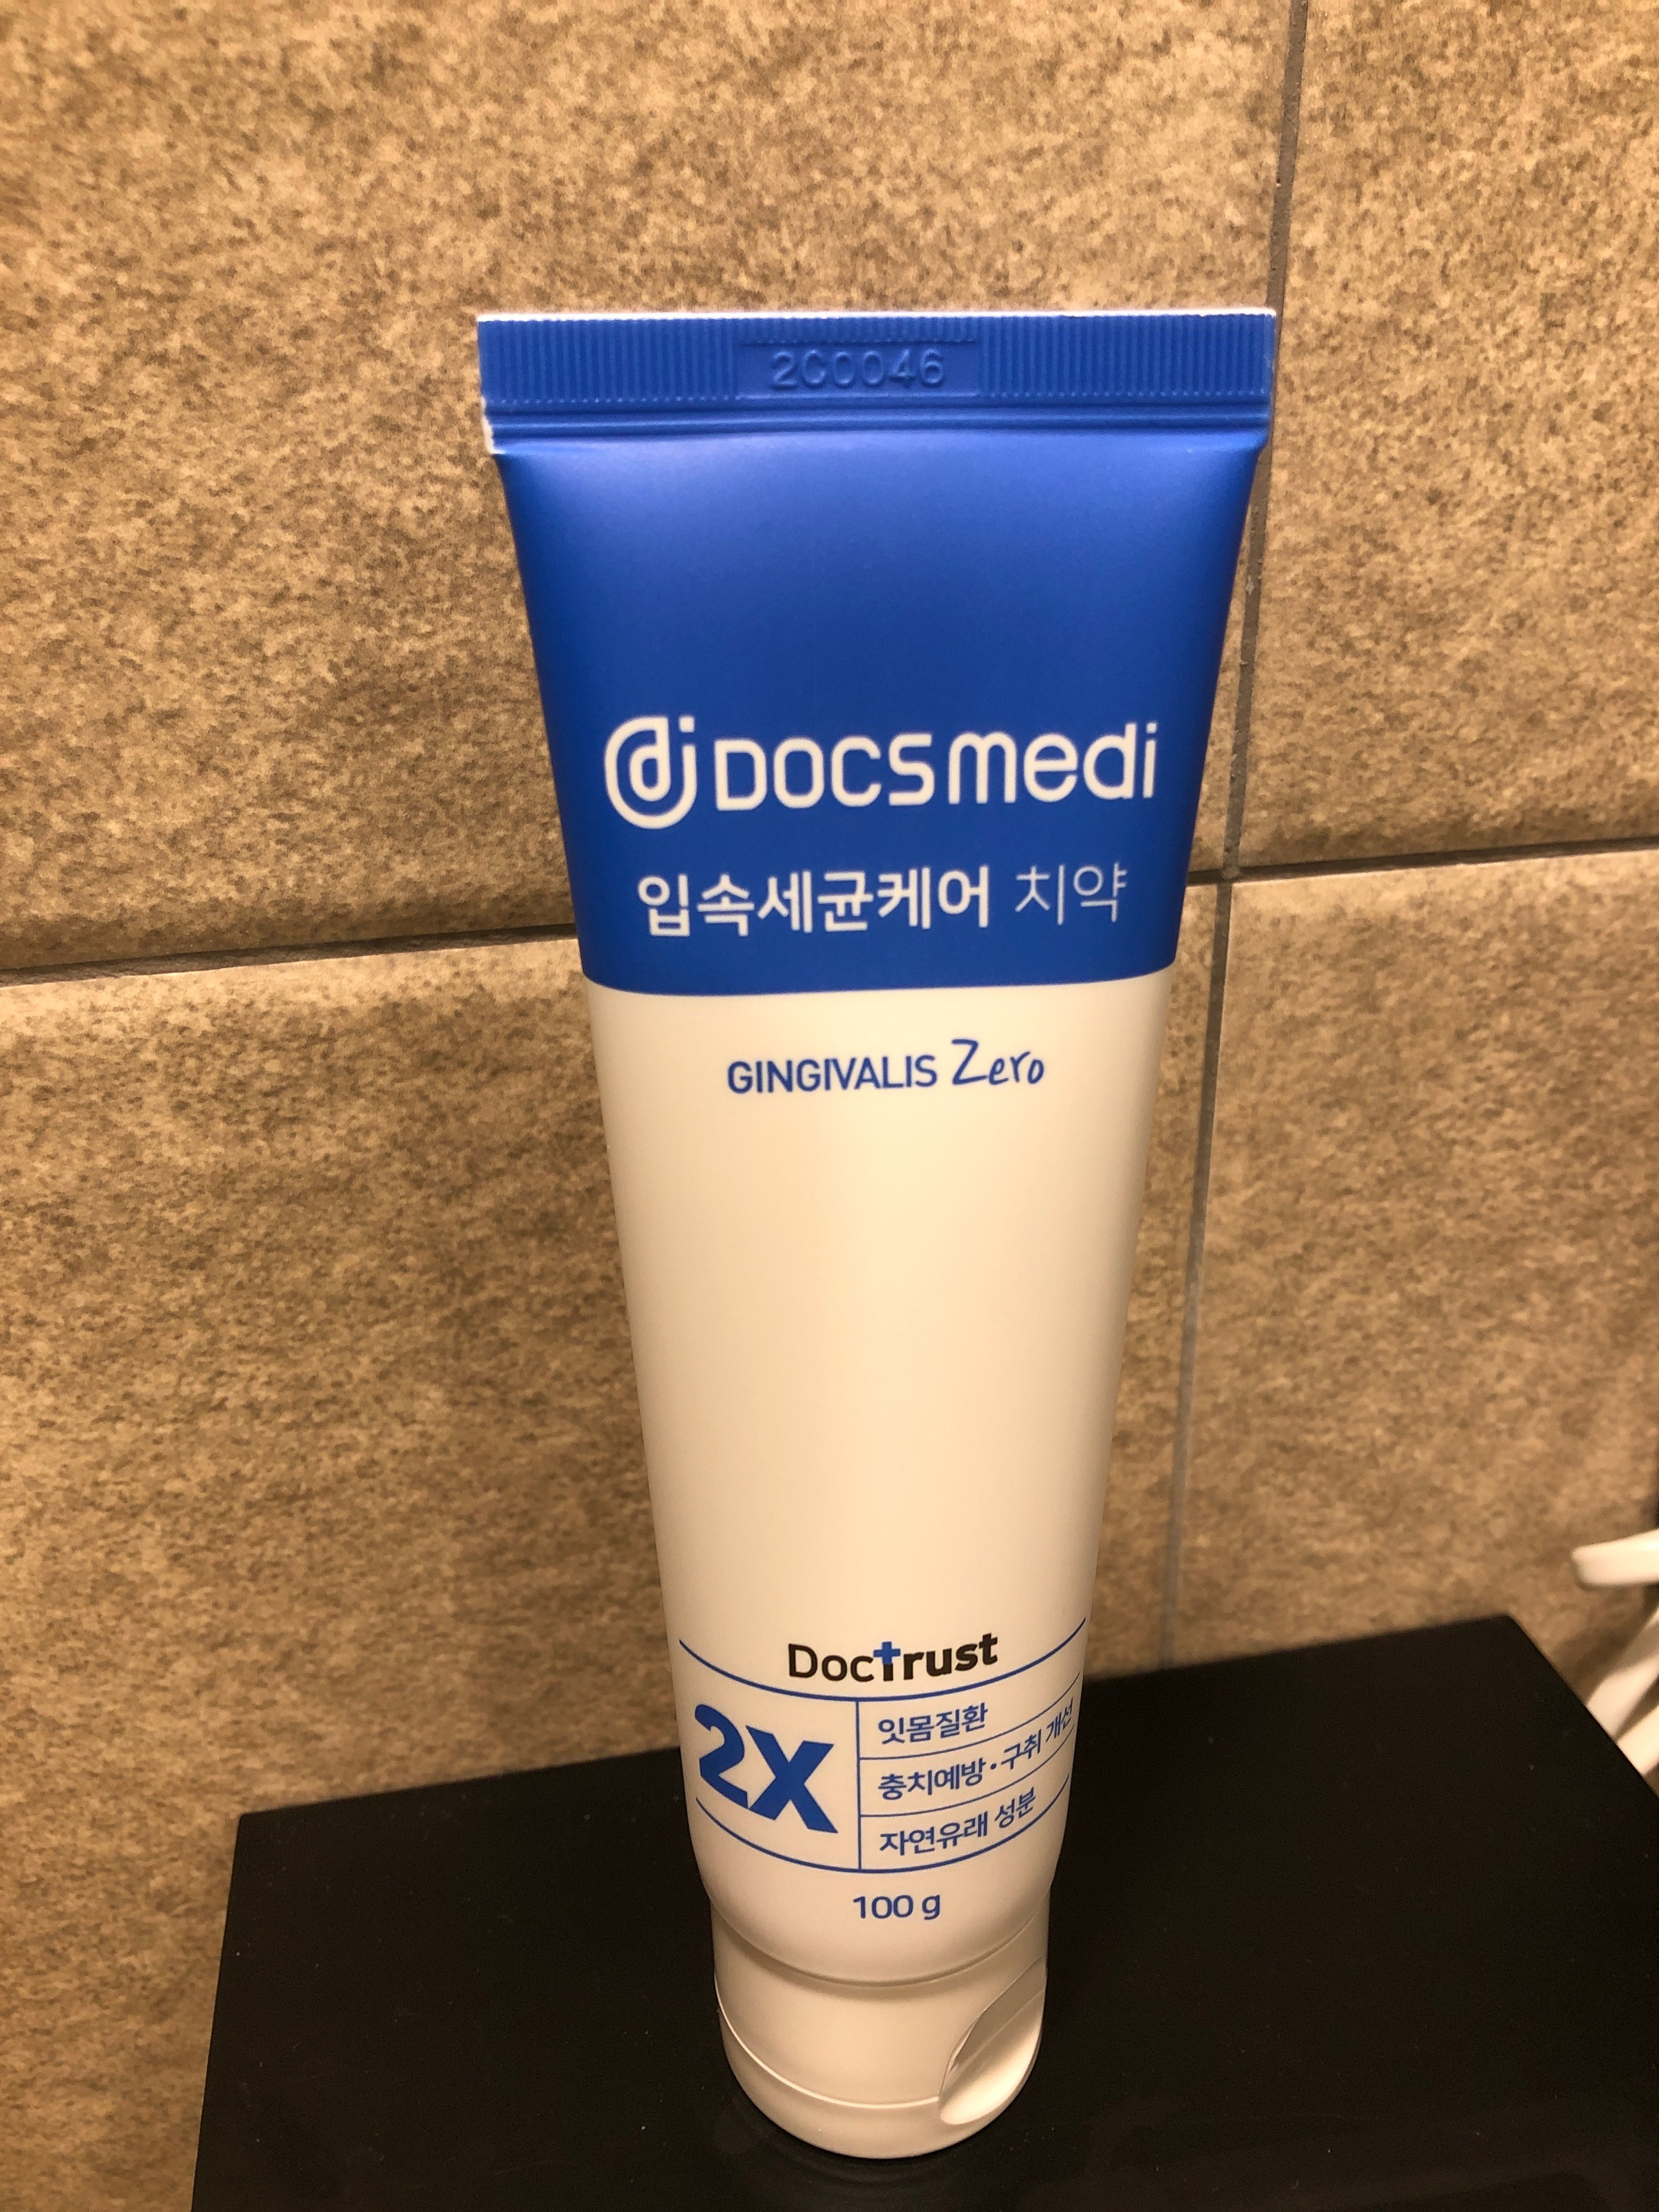 2C0046
DOCSmedi
입속세균케어 치약
GINGIVALIS Zero
Doctrust
2X
잇몸질환
충치예방·구취 개선
자연유래 성분
100 g